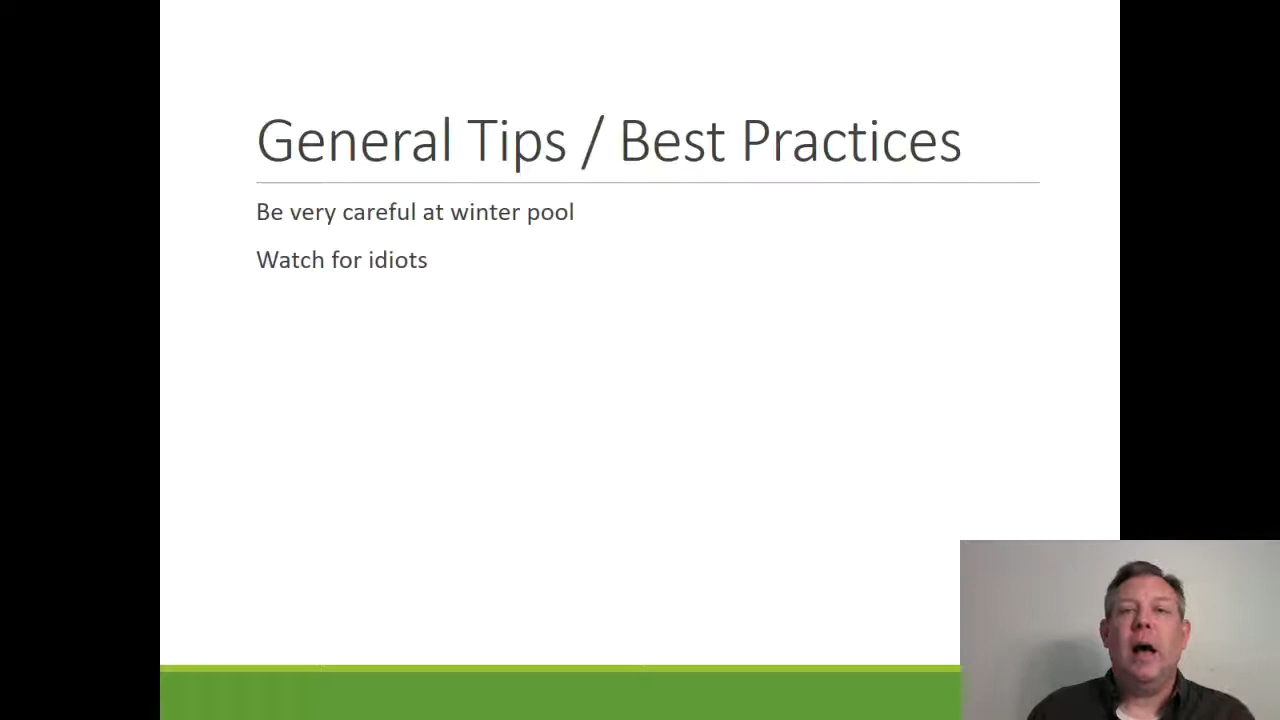 General Tips / Best Practices
Be very careful at winter pool
Watch for idiots